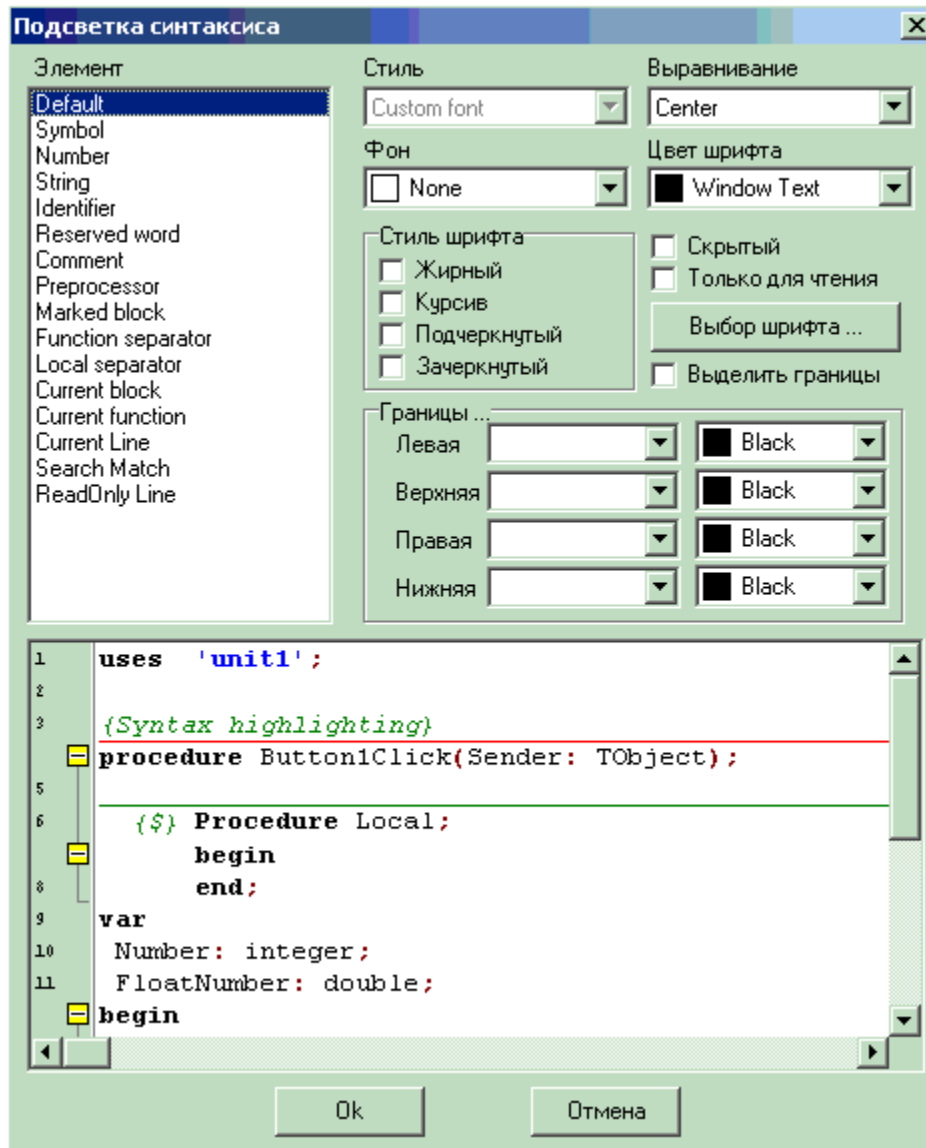 Подсветка синтаксиса
Элемент
Default
Symbol
Number
String
Identifier
Reserved word
Comment
Preprocessor
Marked block
Function separator
Local separator
Current block
Current function
Current Line
Search Match
ReadOnly Line
Стиль
Custom font
Выравнивание
Center
Фон
None
Цвет шрифта
Window Text
Стиль шрифта
Жирный
Курсив
Подчеркнутый
Зачеркнутый
Скрытый
Только для чтения
Выбор шрифта ...
Выделить границы
Границы ...
Левая Black
Верхняя Black
Правая Black
Нижняя Black
1 uses 'unit1';
2
3 {Syntax highlighting}
procedure Button1Click(Sender: TObject);
5
6 {$} Procedure Local;
begin
8 end;
9 var
10 Number: integer;
11 FloatNumber: double;
begin
Ok Отмена